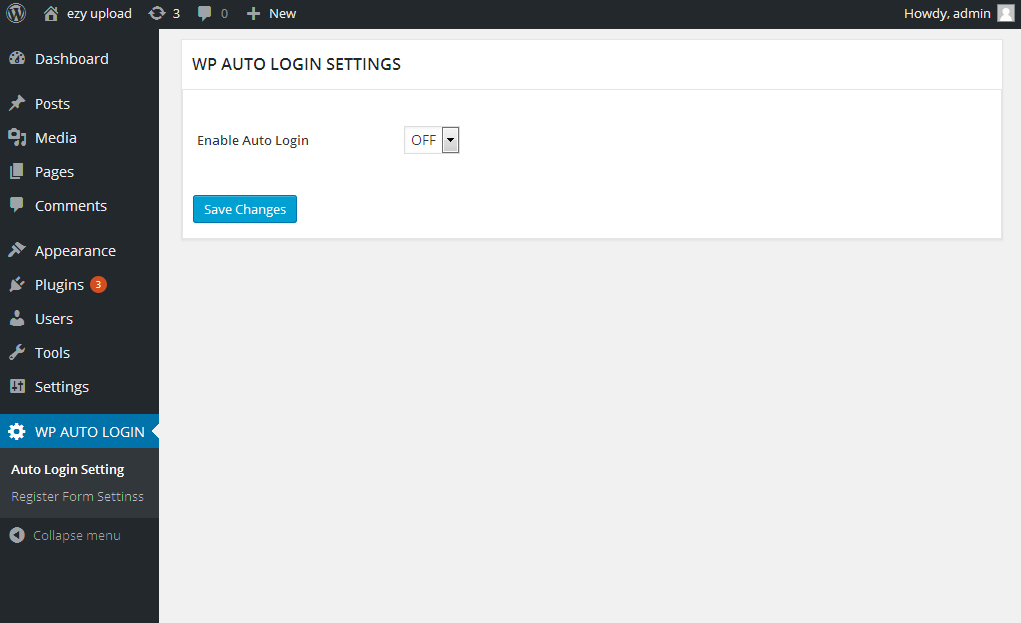 ezy upload 3 0 New Howdy, admin
Dashboard
Posts
Media
Pages
Comments
Appearance
Plugins 3
Users
Tools
Settings
WP AUTO LOGIN
Auto Login Setting
Register Form Settinss
Collapse menu
WP AUTO LOGIN SETTINGS
Enable Auto Login OFF
Save Changes